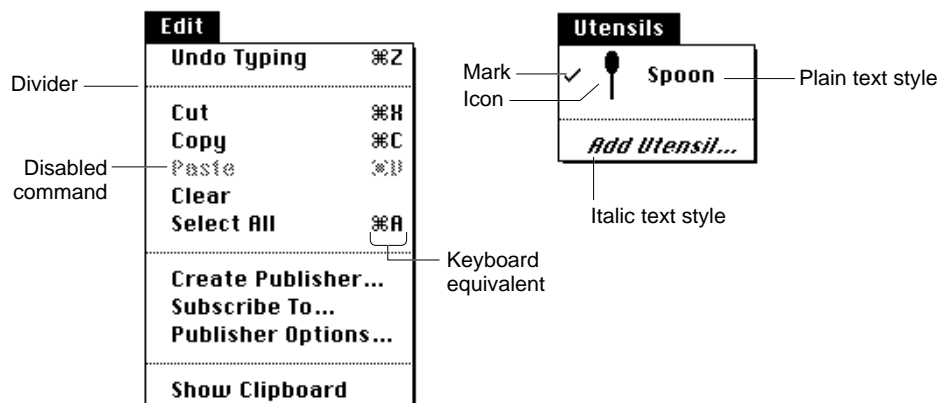 Edit
Undo Typing ⌘Z
Divider
Cut ⌘X
Copy ⌘C
Disabled command
Paste ⌘V
Clear
Select All ⌘A
Keyboard equivalent
Create Publisher...
Subscribe To...
Publisher Options...
Show Clipboard
Utensils
Mark
Icon
Spoon
Plain text style
Add Utensil...
Italic text style